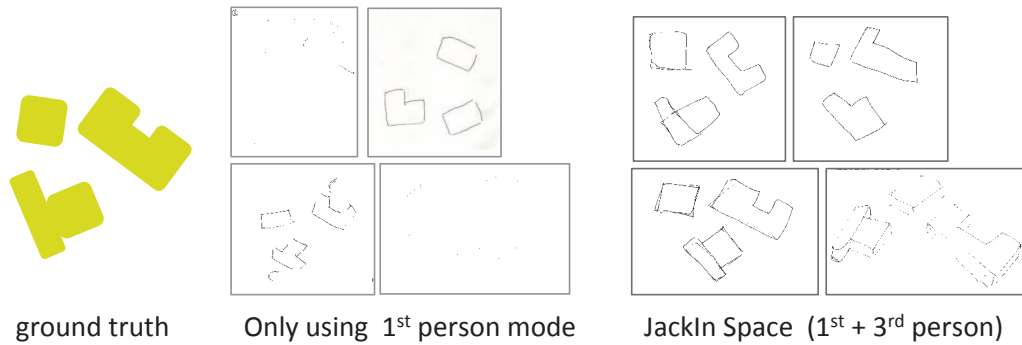 ground truth
Only using 1st person mode
JackIn Space (1st + 3rd person)